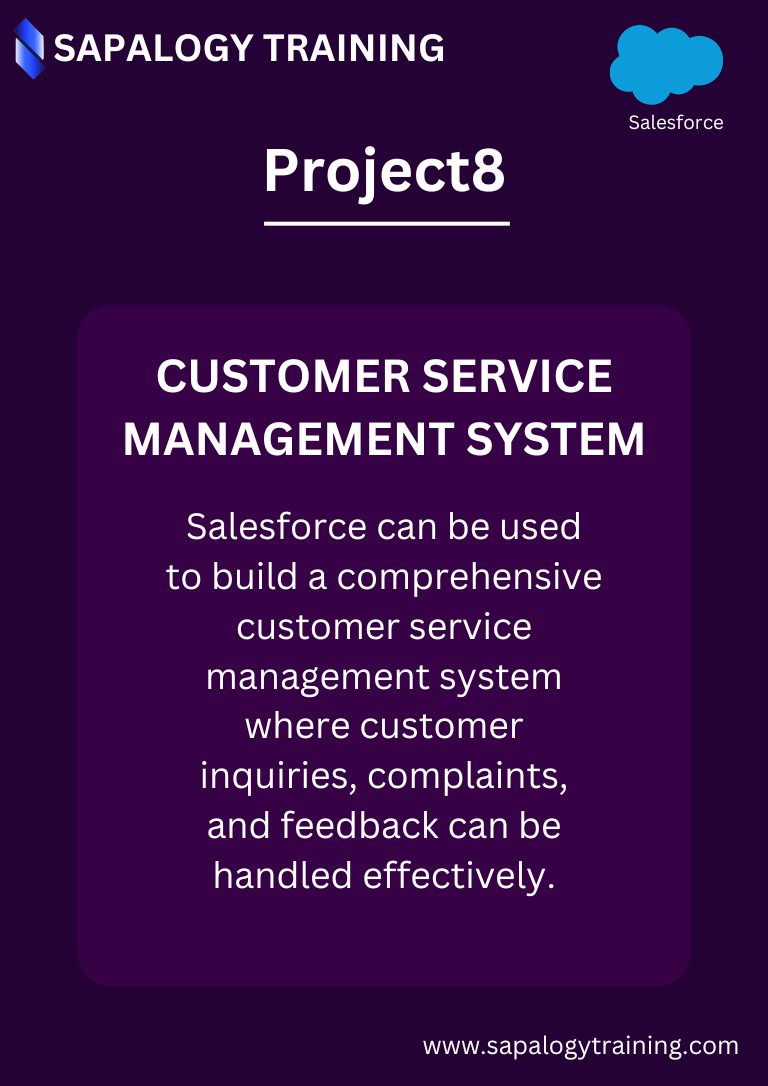 SAPALOGY TRAINING
Salesforce
Project8
CUSTOMER SERVICE
MANAGEMENT SYSTEM
Salesforce can be used
to build a comprehensive
customer service
management system
where customer
inquiries, complaints,
and feedback can be
handled effectively.
www.sapalogytraining.com